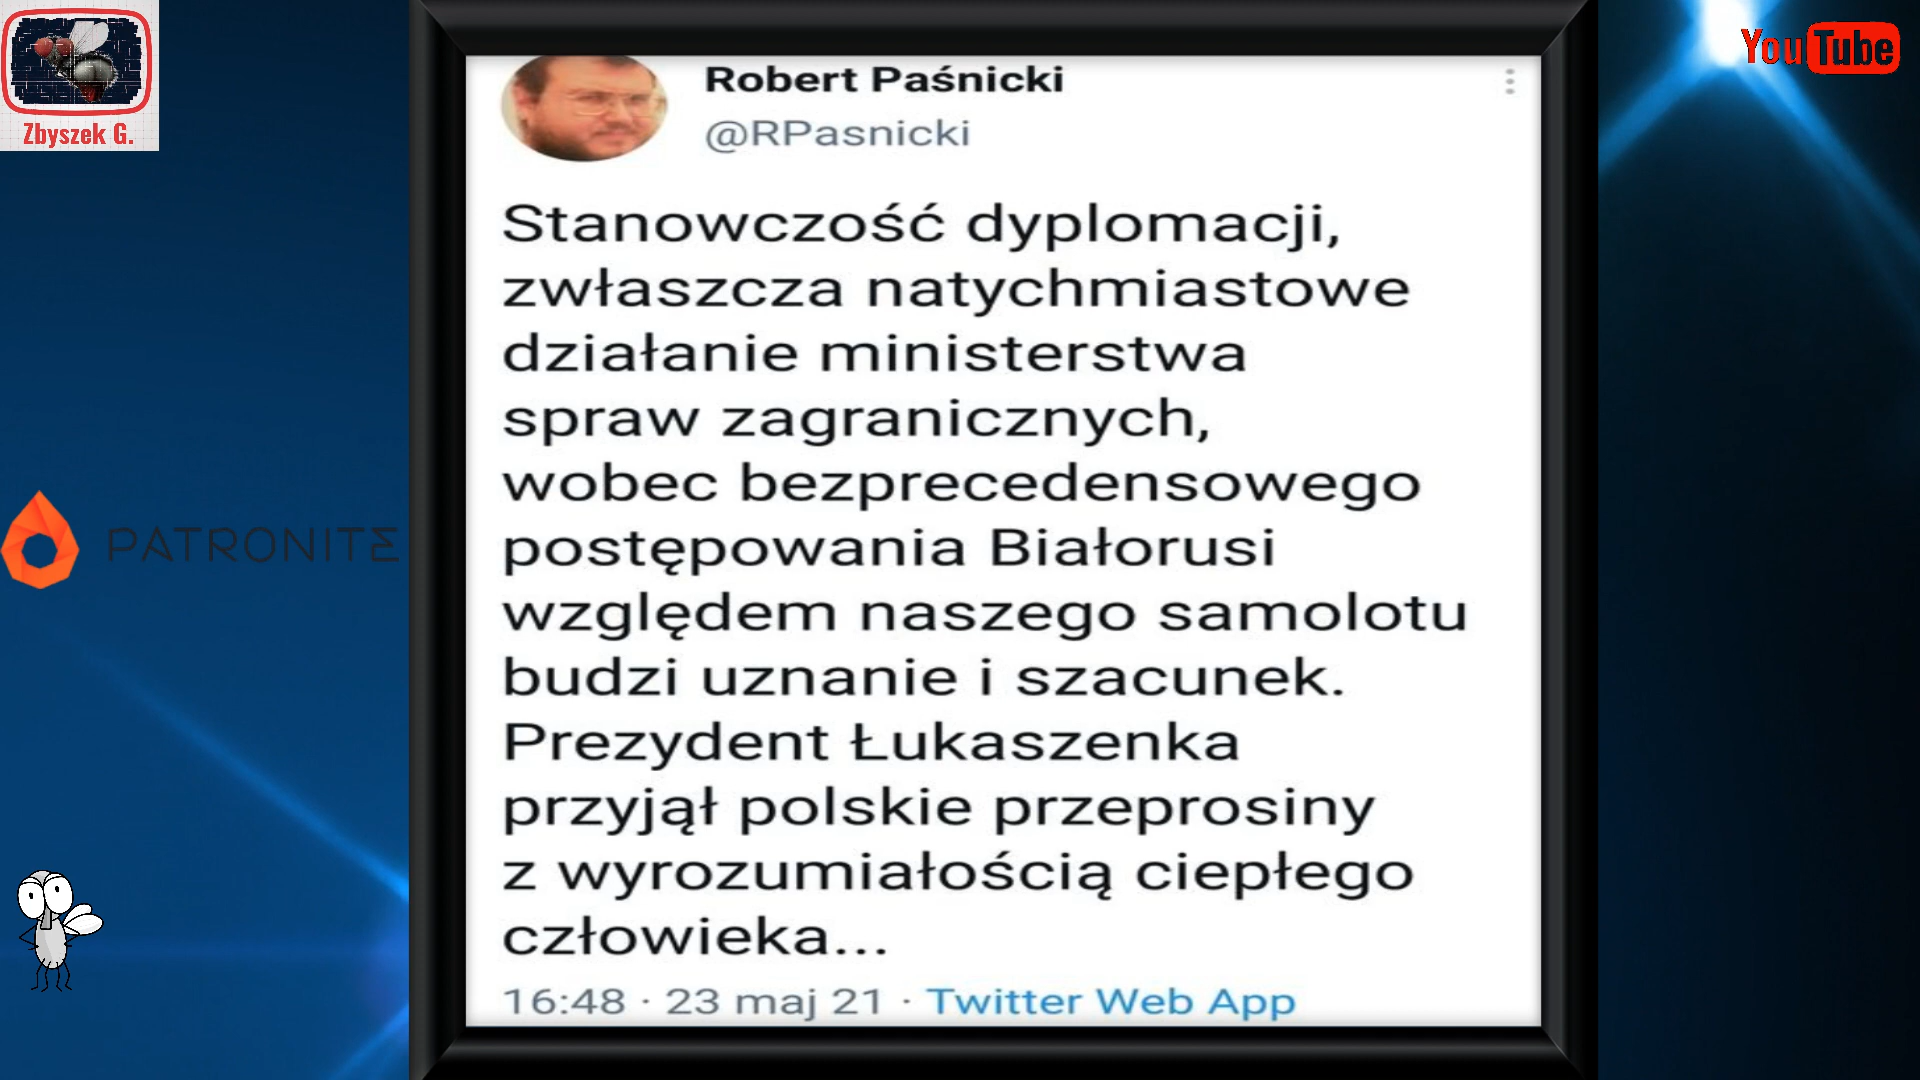 Zbyszek G.
YouTube
PATRONITE
Robert Paśnicki
@RPasnicki
Stanowczość dyplomacji,
zwłaszcza natychmiastowe
działanie ministerstwa
spraw zagranicznych,
wobec bezprecedensowego
postępowania Białorusi
względem naszego samolotu
budzi uznanie i szacunek.
Prezydent Łukaszenka
przyjął polskie przeprosiny
z wyrozumiałością ciepłego
człowieka...
16:48 · 23 maj 21 · Twitter Web App